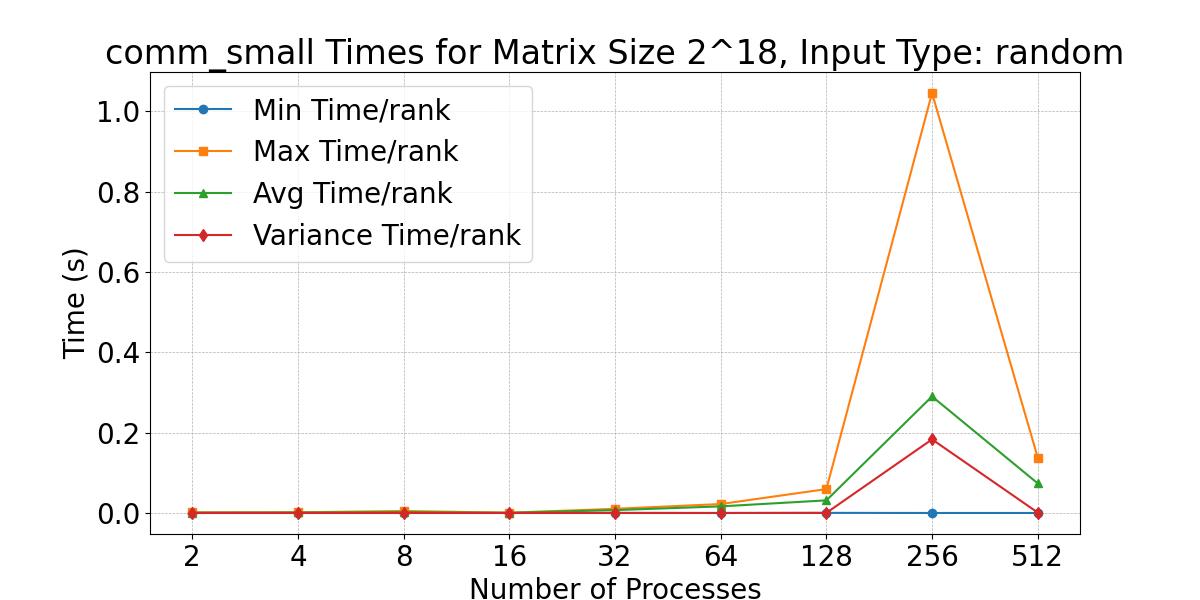 comm_small Times for Matrix Size 2^18, Input Type: random
Min Time/rank
Max Time/rank
Avg Time/rank
Variance Time/rank
Time (s)
1.0
0.8
0.6
0.4
0.2
0.0
2 4 8 16 32 64 128 256 512
Number of Processes